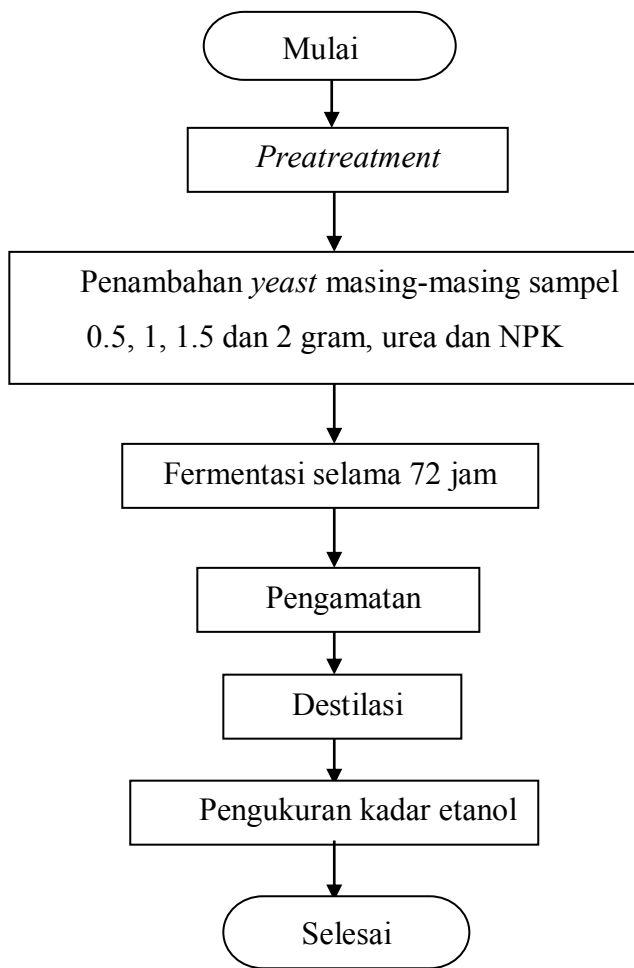 Mulai
Preatreatment
Penambahan yeast masing-masing sampel
0.5, 1, 1.5 dan 2 gram, urea dan NPK
Fermentasi selama 72 jam
Pengamatan
Destilasi
Pengukuran kadar etanol
Selesai